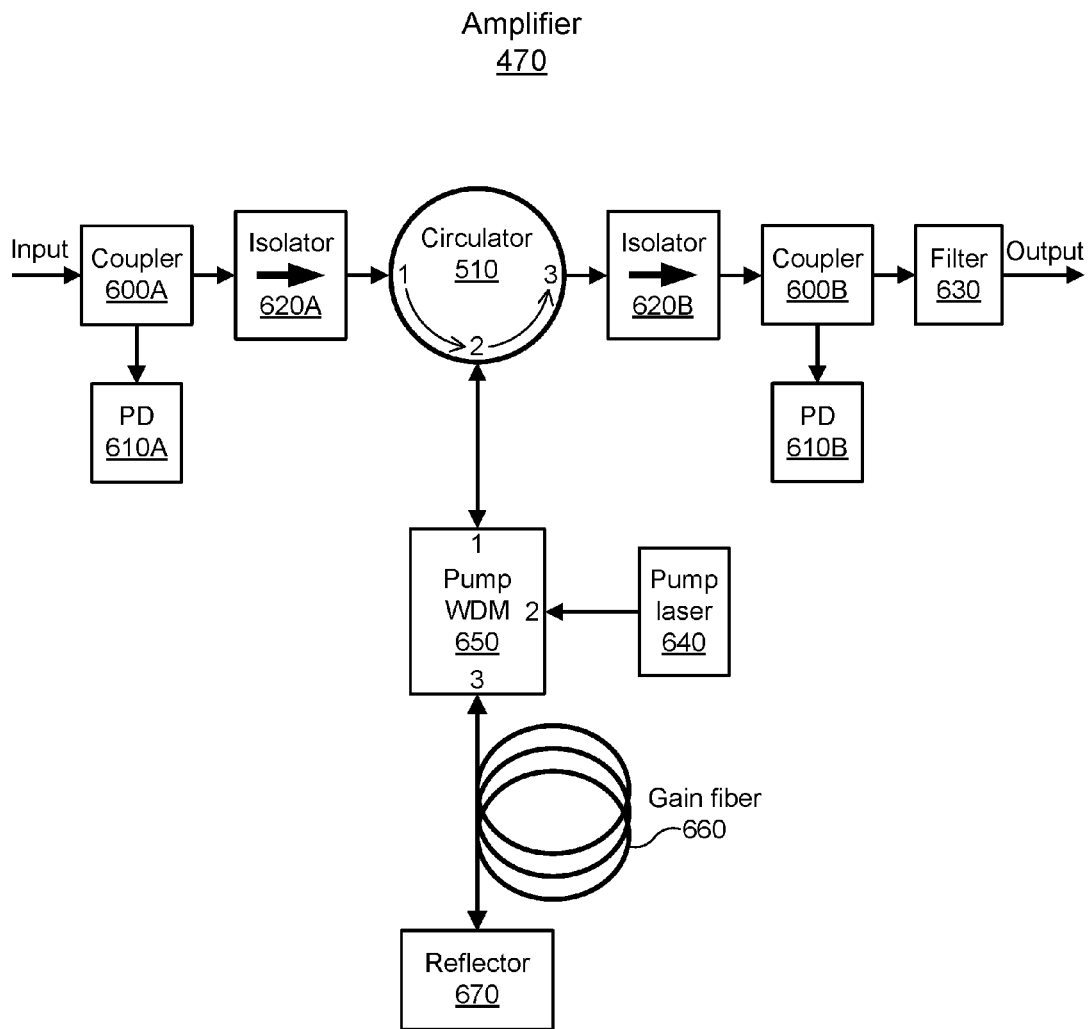 Amplifier
470
Input
Coupler
600A
Isolator
620A
Circulator
510
1
2
3
Isolator
620B
Coupler
600B
Filter
630
Output
PD
610A
PD
610B
1
Pump
WDM
650
2
3
Pump
laser
640
Gain fiber
660
Reflector
670